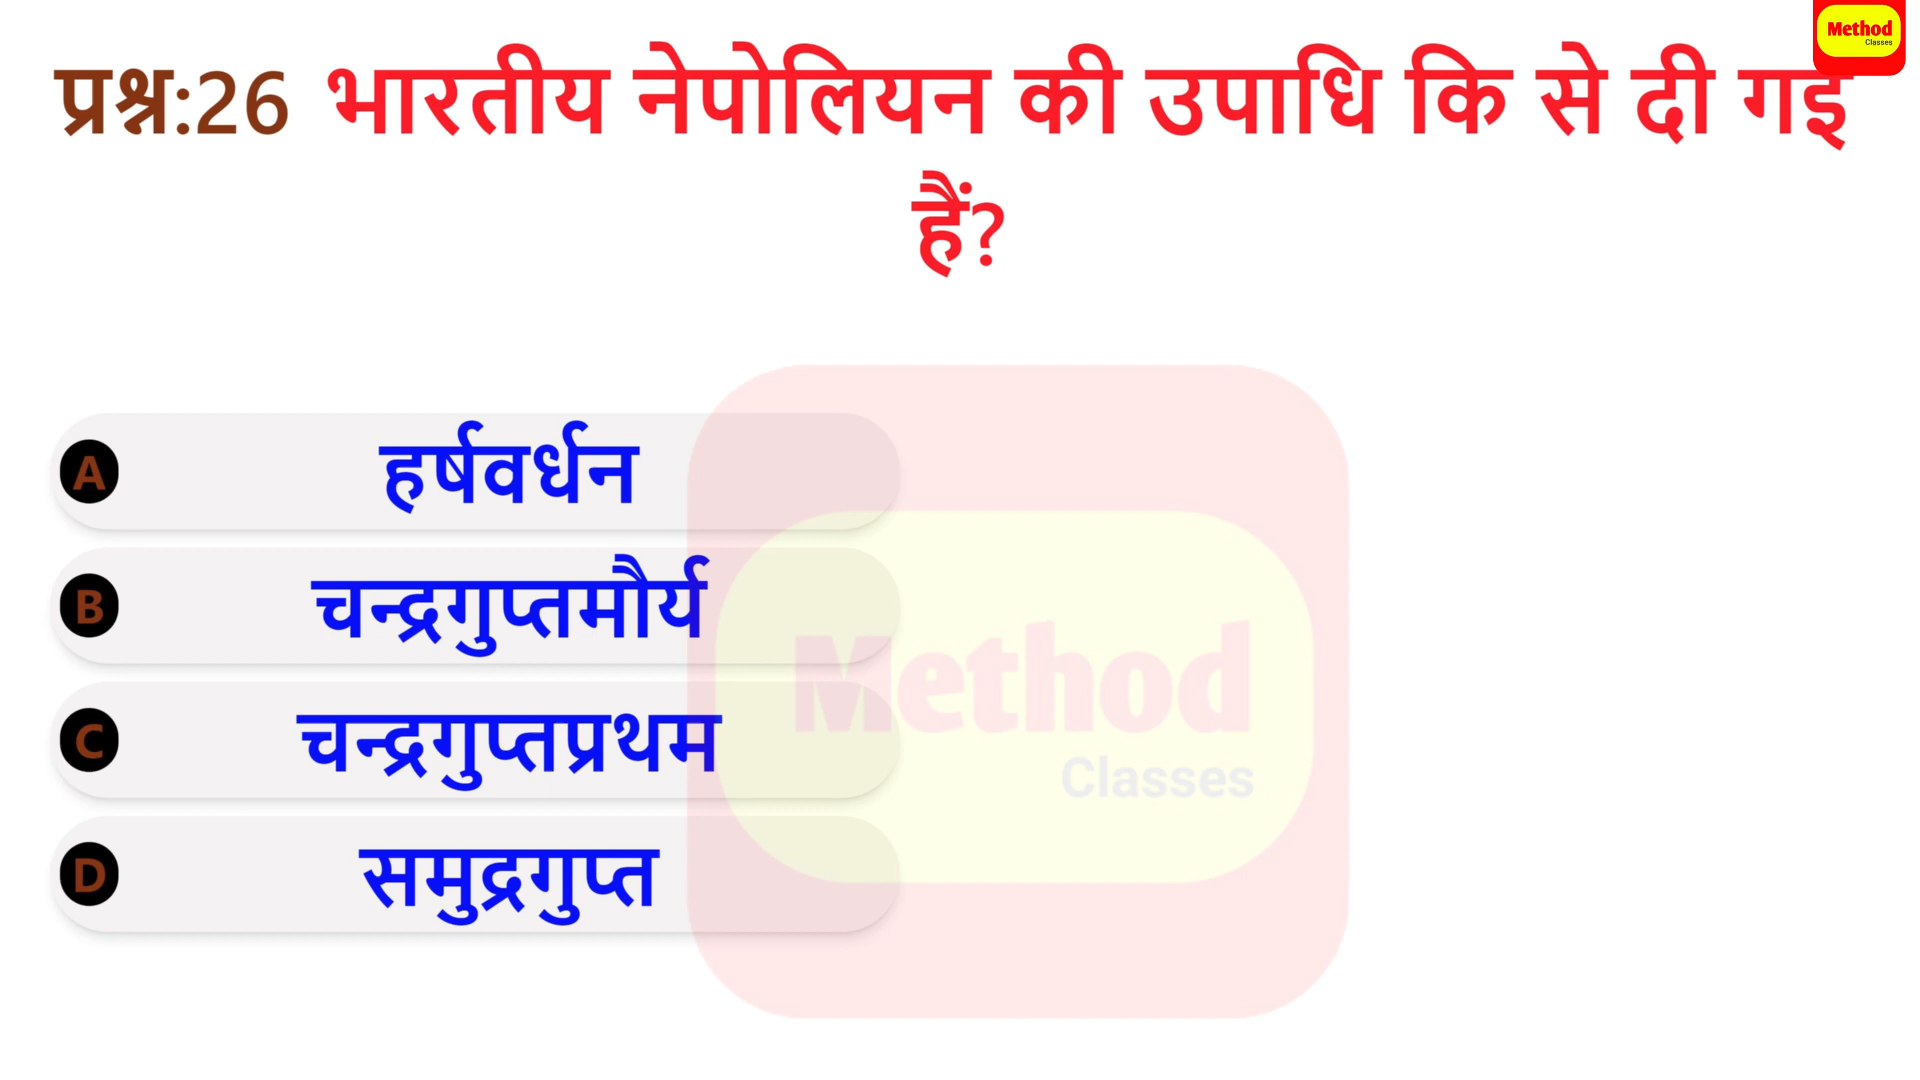 Method
Classes
प्रश्न:26 भारतीय नेपोलियन की उपाधि कि से दी गइ
हैं?
A हर्षवर्धन
B चन्द्रगुप्तमौर्य
C चन्द्रगुप्तप्रथम
D समुद्रगुप्त
Method
Classes